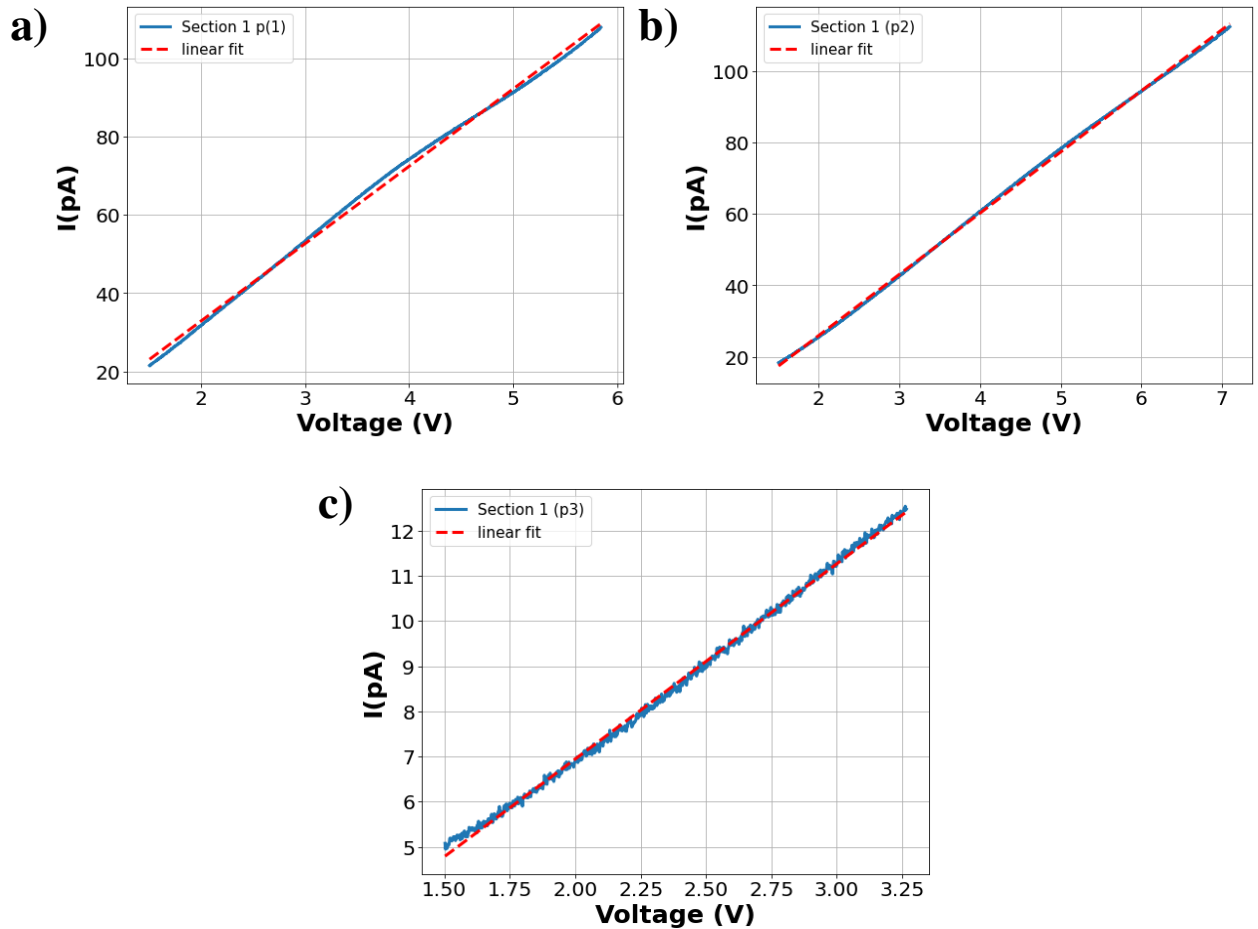 a)
Section 1 p(1)
linear fit
100
80
60
40
20
I(pA)
2 3 4 5 6
Voltage (V)
b)
Section 1 (p2)
linear fit
100
80
60
40
20
I(pA)
2 3 4 5 6 7
Voltage (V)
c)
Section 1 (p3)
linear fit
12
11
10
9
8
7
6
5
I(pA)
1.50 1.75 2.00 2.25 2.50 2.75 3.00 3.25
Voltage (V)